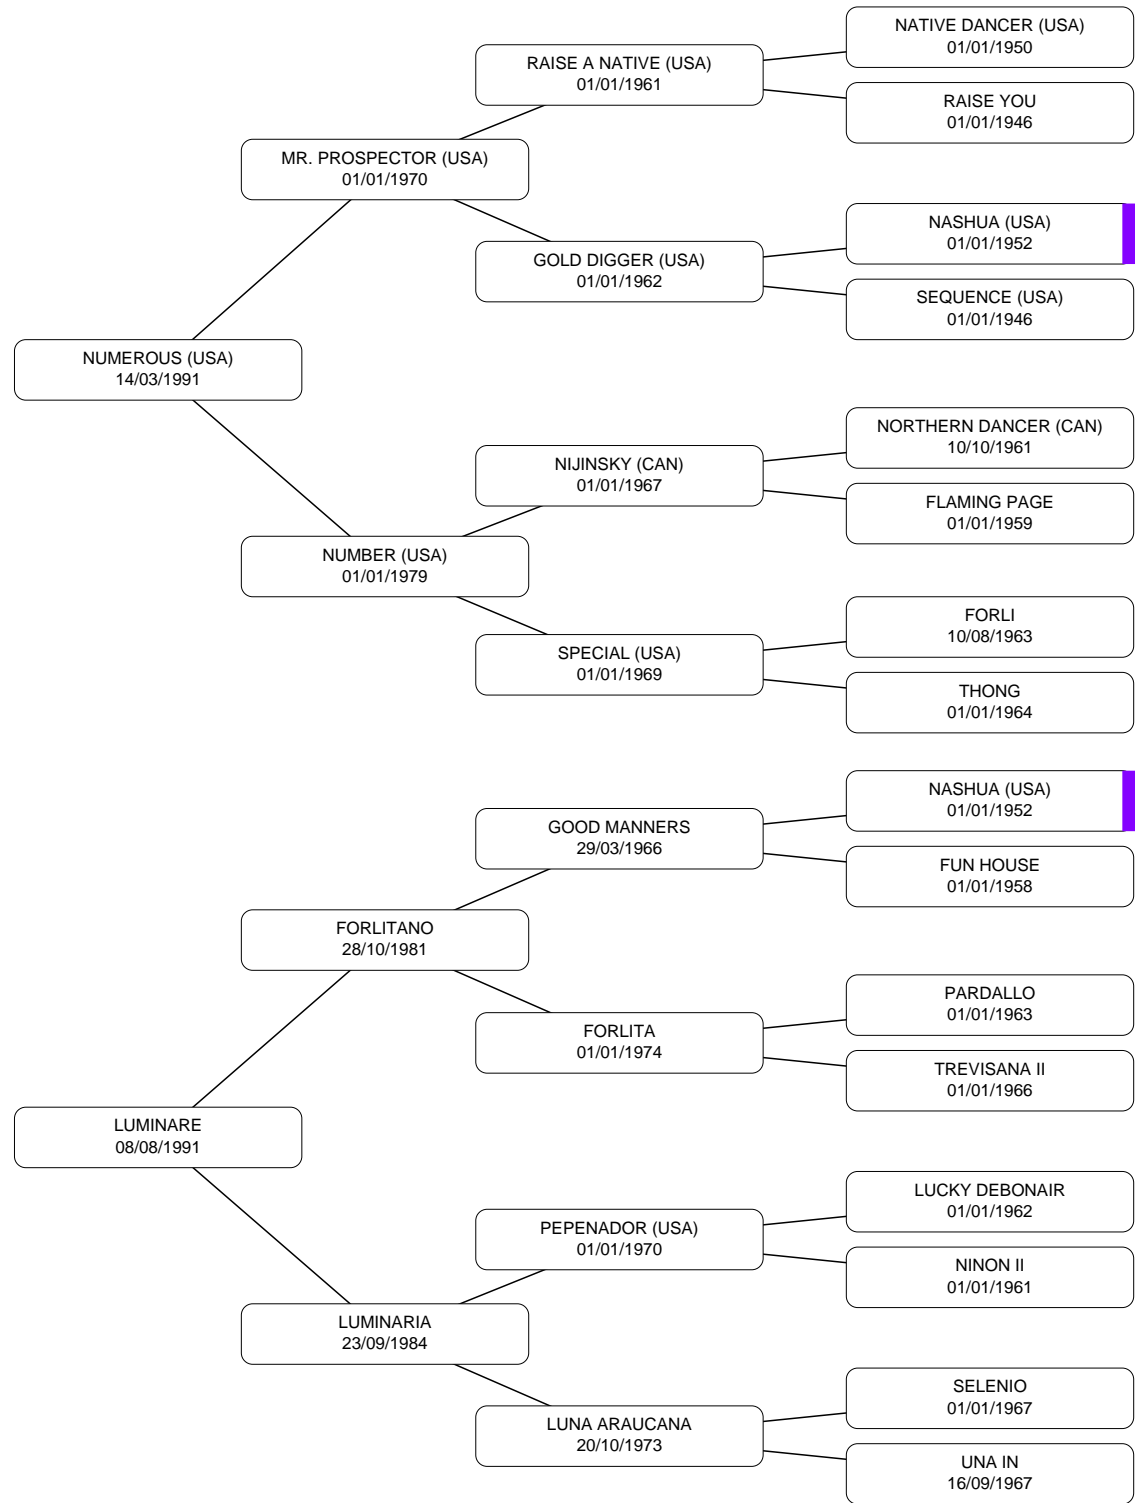 NATIVE DANCER (USA)
01/01/1950
RAISE A NATIVE (USA)
01/01/1961
RAISE YOU
01/01/1946
MR. PROSPECTOR (USA)
01/01/1970
NASHUA (USA)
01/01/1952
GOLD DIGGER (USA)
01/01/1962
SEQUENCE (USA)
01/01/1946
NUMEROUS (USA)
14/03/1991
NORTHERN DANCER (CAN)
10/10/1961
NIJINSKY (CAN)
01/01/1967
FLAMING PAGE
01/01/1959
NUMBER (USA)
01/01/1979
FORLI
10/08/1963
SPECIAL (USA)
01/01/1969
THONG
01/01/1964
NASHUA (USA)
01/01/1952
GOOD MANNERS
29/03/1966
FUN HOUSE
01/01/1958
FORLITANO
28/10/1981
PARDALLO
01/01/1963
FORLITA
01/01/1974
TREVISANA II
01/01/1966
LUMINARE
08/08/1991
LUCKY DEBONAIR
01/01/1962
PEPENADOR (USA)
01/01/1970
NINON II
01/01/1961
LUMINARIA
23/09/1984
SELENIO
01/01/1967
LUNA ARAUCANA
20/10/1973
UNA IN
16/09/1967